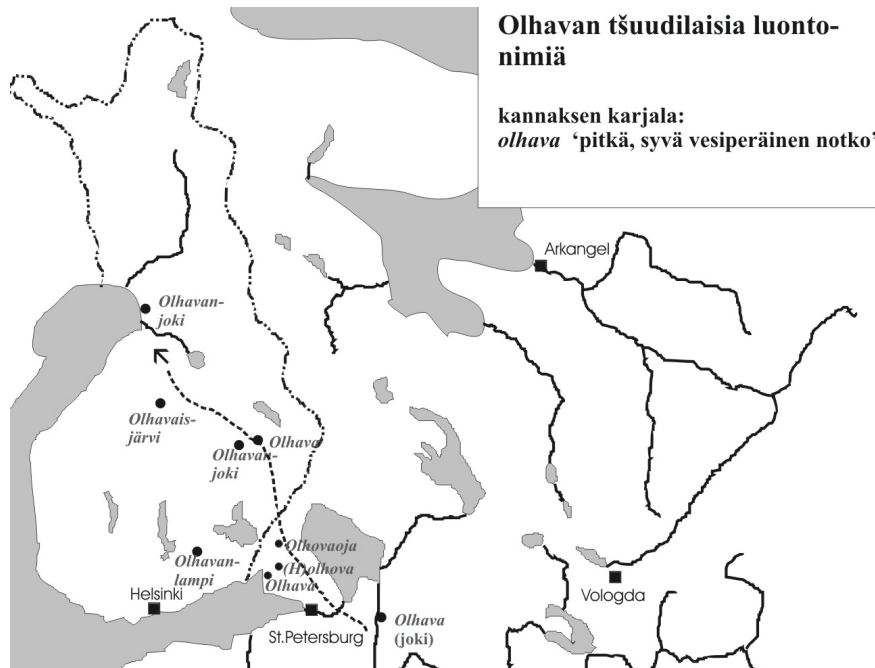 Olhavan tšuudilaisia luonto-
nimiä
kannaksen karjala:
olhava 'pitkä, syvä vesiperäinen notko'
Arkangel
Olhavan-
joki
Olhavais-
järvi
Olhava
Olhavan-
joki
Olhovaoja
(H)olhova
Olhava
Olhavan-
lampi
Helsinki
St.Petersburg
Olhava
(joki)
Vologda